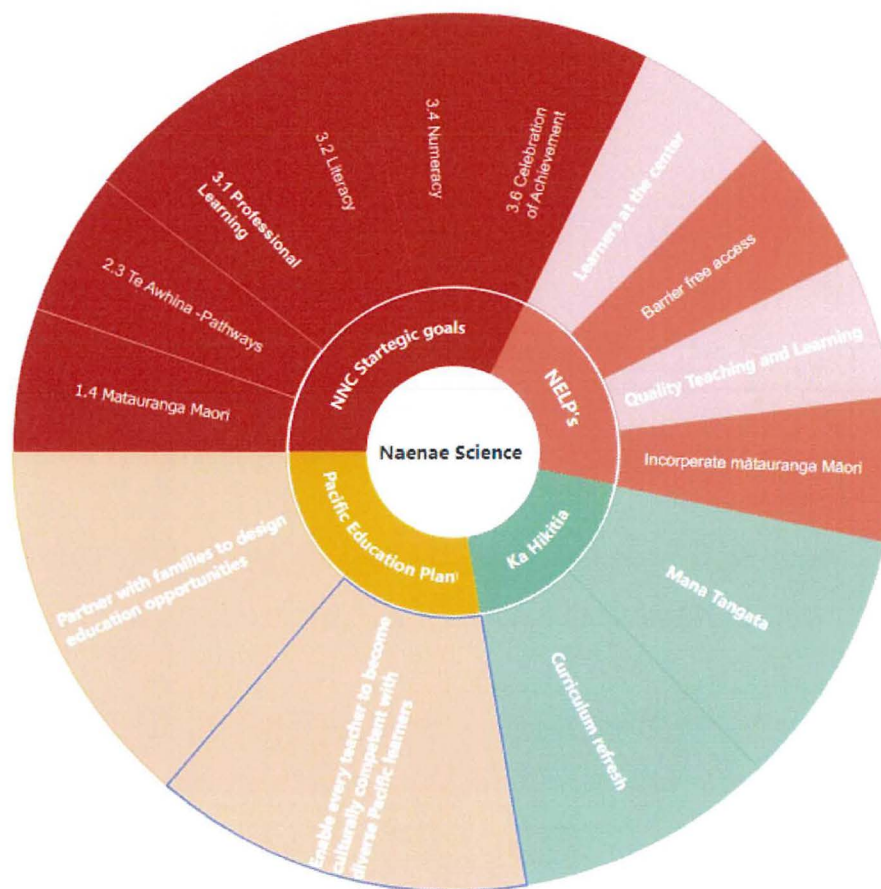 Naenae Science
NNC Startegic goals
1.4 Matauranga Maori
2.3 Te Awhina -Pathways
3.1 Professional
Learning
3.2 Literacy
3.4 Numeracy
3.6 Celebration
of Achievement
NELP's
Learners at the center
Barrier free access
Quality Teaching and Learning
Incorperate mātauranga Māori
Ka Hikitia
Mana Tangata
Curriculum refresh
Pacific Education Plan
Enable every teacher to become
culturally competent with
diverse Pacific learners
Partner with families to design
education opportunities